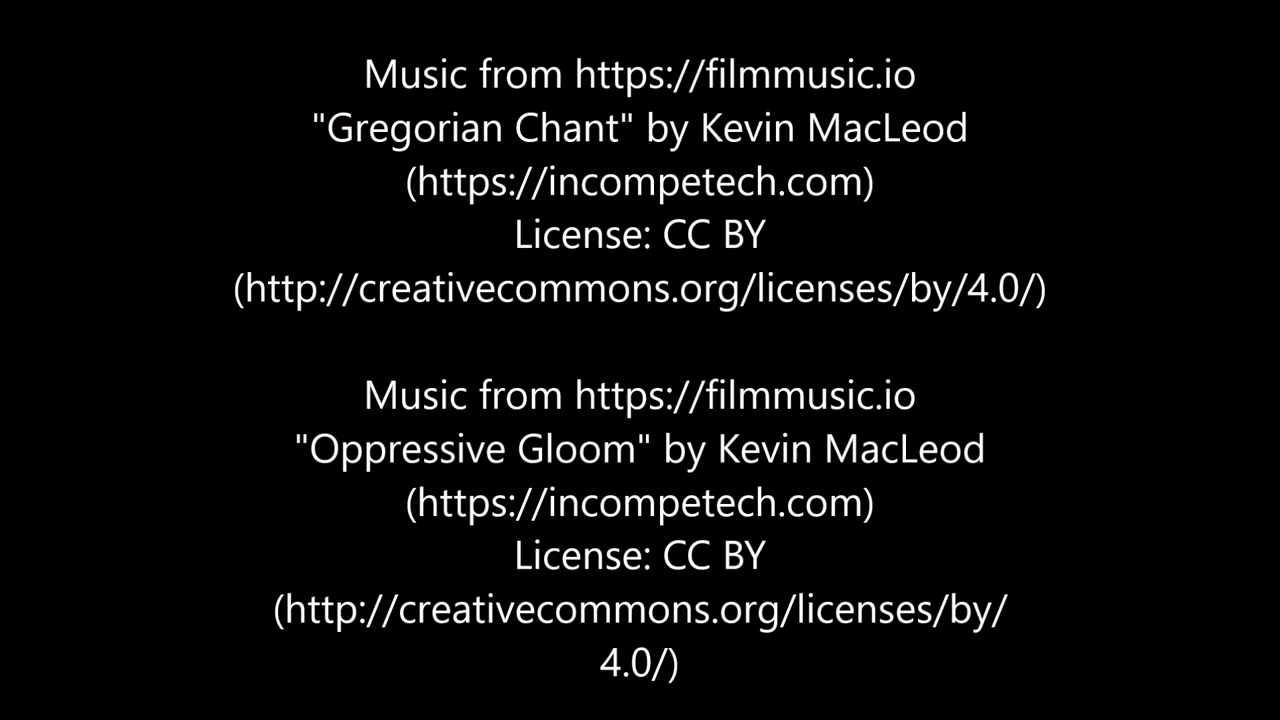 Music from https://filmmusic.io
"Gregorian Chant" by Kevin MacLeod
(https://incompetech.com)
License: CC BY
(http://creativecommons.org/licenses/by/4.0/)
Music from https://filmmusic.io
"Oppressive Gloom" by Kevin MacLeod
(https://incompetech.com)
License: CC BY
(http://creativecommons.org/licenses/by/
4.0/)